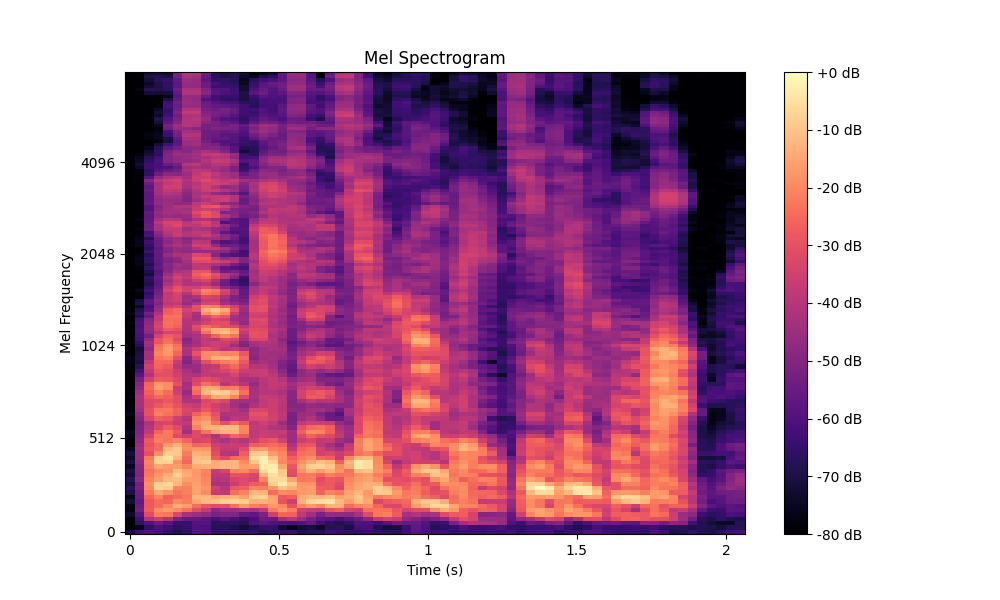 Mel Spectrogram
Mel Frequency
4096
2048
1024
512
0
0
0.5
1
1.5
2
Time (s)
+0 dB
-10 dB
-20 dB
-30 dB
-40 dB
-50 dB
-60 dB
-70 dB
-80 dB